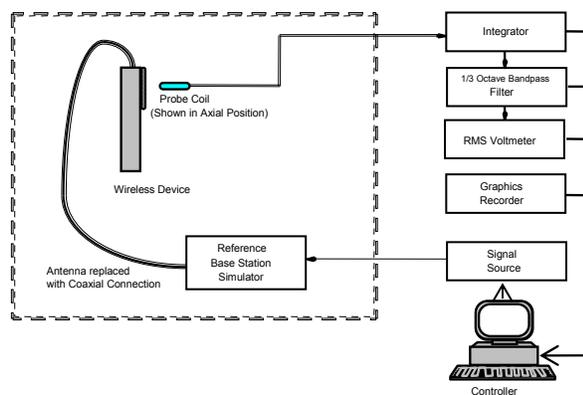 Integrator
1/3 Octave Bandpass
Filter
Probe Coil
(Shown in Axial Position)
RMS Voltmeter
Wireless Device
Graphics
Recorder
Reference
Base Station
Simulator
Signal
Source
Antenna replaced
with Coaxial Connection
Controller